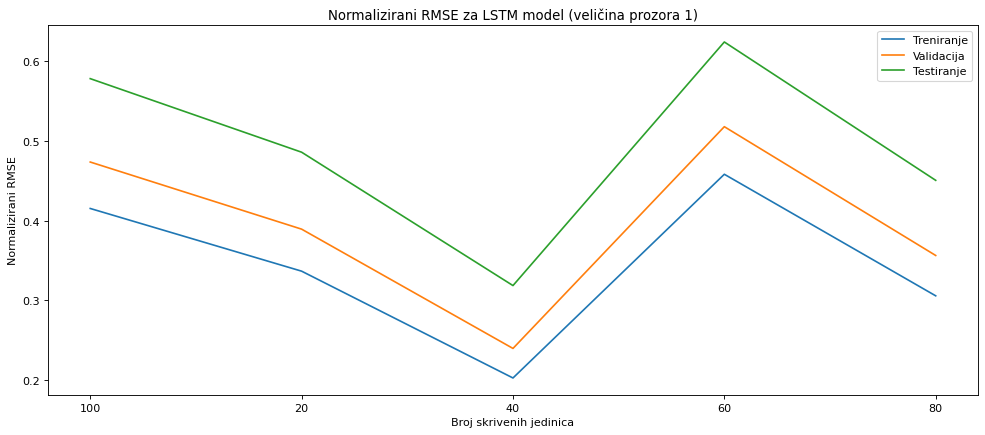 Normalizirani RMSE za LSTM model (veličina prozora 1)
Treniranje
Validacija
Testiranje
Normalizirani RMSE
0.6
0.5
0.4
0.3
0.2
100 20 40 60 80
Broj skrivenih jedinica